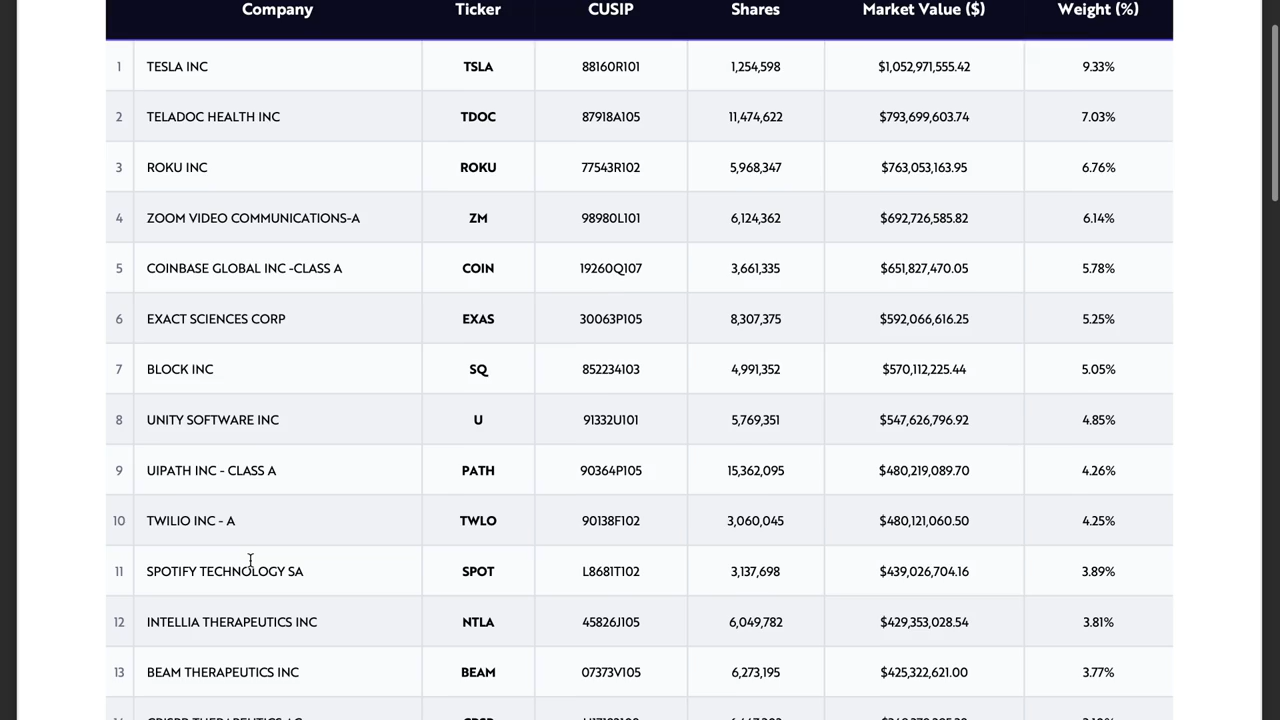 Company Ticker CUSIP Shares Market Value ($) Weight (%)
1 TESLA INC TSLA 88160R101 1,254,598 $1,052,971,555.42 9.33%
2 TELADOC HEALTH INC TDOC 87918A105 11,474,622 $793,699,603.74 7.03%
3 ROKU INC ROKU 77543R102 5,968,347 $763,053,163.95 6.76%
4 ZOOM VIDEO COMMUNICATIONS-A ZM 98980L101 6,124,362 $692,726,585.82 6.14%
5 COINBASE GLOBAL INC -CLASS A COIN 19260Q107 3,661,335 $651,827,470.05 5.78%
6 EXACT SCIENCES CORP EXAS 30063P105 8,307,375 $592,066,616.25 5.25%
7 BLOCK INC SQ 852234103 4,991,352 $570,112,225.44 5.05%
8 UNITY SOFTWARE INC U 91332U101 5,769,351 $547,626,796.92 4.85%
9 UIPATH INC - CLASS A PATH 90364P105 15,362,095 $480,219,089.70 4.26%
10 TWILIO INC - A TWLO 90138F102 3,060,045 $480,121,060.50 4.25%
11 SPOTIFY TECHNOLOGY SA SPOT L8681T102 3,137,698 $439,026,704.16 3.89%
12 INTELLIA THERAPEUTICS INC NTLA 45826J105 6,049,782 $429,353,028.54 3.81%
13 BEAM THERAPEUTICS INC BEAM 07373V105 6,273,195 $425,322,621.00 3.77%